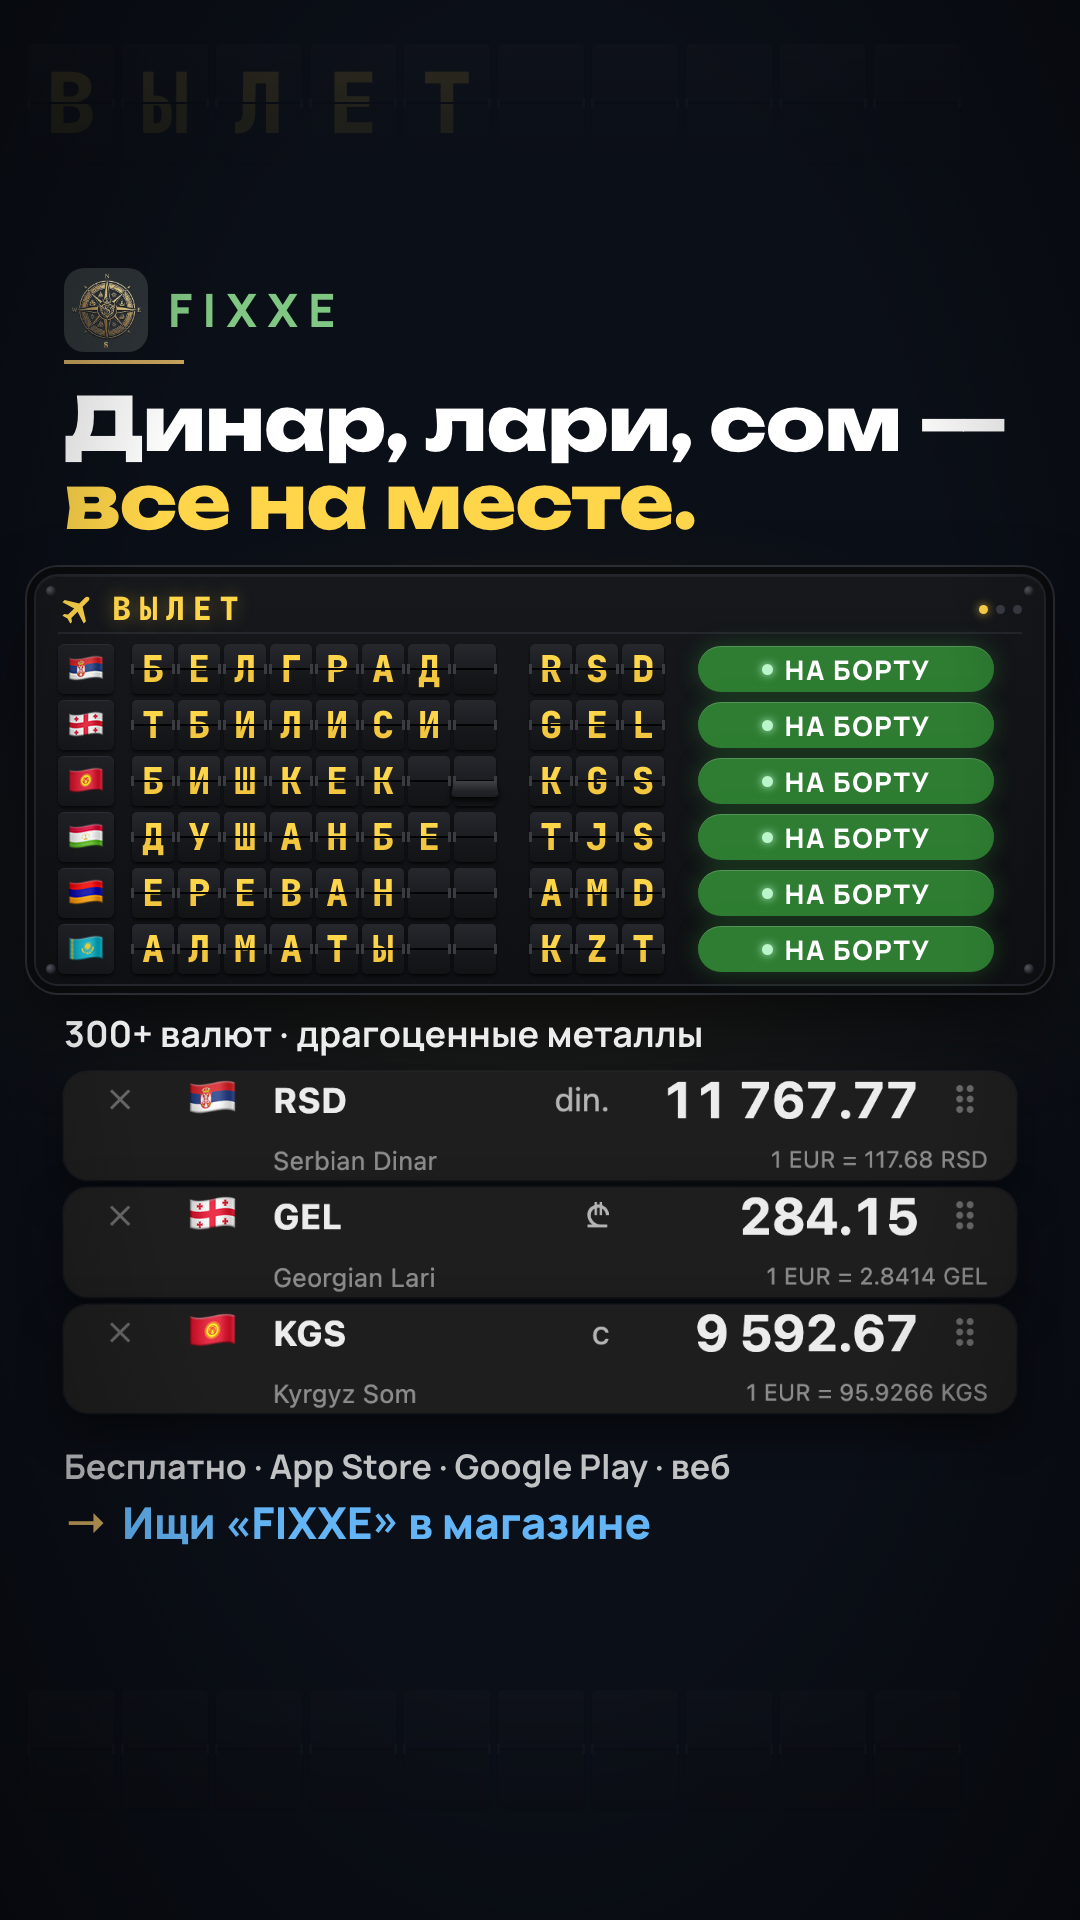 ВЫЛЕТ
FIXXE
Динар, лари, сом —
все на месте.
ВЫЛЕТ
БЕЛГРАД RSD НА БОРТУ
ТБИЛИСИ GEL НА БОРТУ
БИШКЕК KGS НА БОРТУ
ДУШАНБЕ TJS НА БОРТУ
ЕРЕВАН AMD НА БОРТУ
АЛМАТЫ KZT НА БОРТУ
300+ валют · драгоценные металлы
RSD din. 11 767.77
Serbian Dinar 1 EUR = 117.68 RSD
GEL ₾ 284.15
Georgian Lari 1 EUR = 2.8414 GEL
KGS с 9 592.67
Kyrgyz Som 1 EUR = 95.9266 KGS
Бесплатно · App Store · Google Play · веб
→ Ищи «FIXXE» в магазине